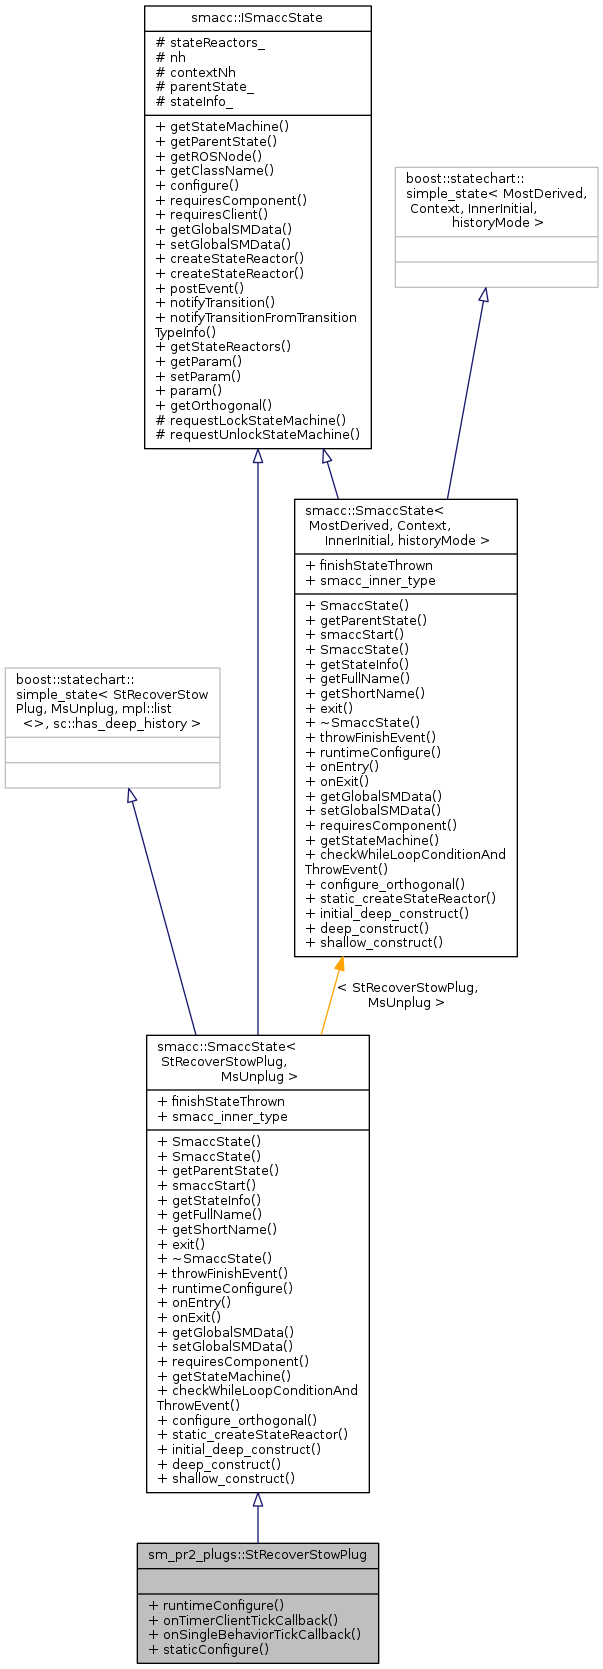 smacc::ISmaccState
# stateReactors_
# nh
# contextNh
# parentState_
# stateInfo_
+ getStateMachine()
+ getParentState()
+ getROSNode()
+ getClassName()
+ configure()
+ requiresComponent()
+ requiresClient()
+ getGlobalSMData()
+ setGlobalSMData()
+ createStateReactor()
+ createStateReactor()
+ postEvent()
+ notifyTransition()
+ notifyTransitionFromTransition
TypeInfo()
+ getStateReactors()
+ getParam()
+ setParam()
+ param()
+ getOrthogonal()
# requestLockStateMachine()
# requestUnlockStateMachine()
boost::statechart::
simple_state< MostDerived,
Context, InnerInitial,
historyMode >
smacc::SmaccState<
MostDerived, Context,
InnerInitial, historyMode >
+ finishStateThrown
+ smacc_inner_type
+ SmaccState()
+ getParentState()
+ smaccStart()
+ SmaccState()
+ getStateInfo()
+ getFullName()
+ getShortName()
+ exit()
+ ~SmaccState()
+ throwFinishEvent()
+ runtimeConfigure()
+ onEntry()
+ onExit()
+ getGlobalSMData()
+ setGlobalSMData()
+ requiresComponent()
+ getStateMachine()
+ checkWhileLoopConditionAnd
ThrowEvent()
+ configure_orthogonal()
+ static_createStateReactor()
+ initial_deep_construct()
+ deep_construct()
+ shallow_construct()
boost::statechart::
simple_state< StRecoverStow
Plug, MsUnplug, mpl::list
<>, sc::has_deep_history >
< StRecoverStowPlug,
MsUnplug >
smacc::SmaccState<
StRecoverStowPlug,
MsUnplug >
+ finishStateThrown
+ smacc_inner_type
+ SmaccState()
+ SmaccState()
+ getParentState()
+ smaccStart()
+ getStateInfo()
+ getFullName()
+ getShortName()
+ exit()
+ ~SmaccState()
+ throwFinishEvent()
+ runtimeConfigure()
+ onEntry()
+ onExit()
+ getGlobalSMData()
+ setGlobalSMData()
+ requiresComponent()
+ getStateMachine()
+ checkWhileLoopConditionAnd
ThrowEvent()
+ configure_orthogonal()
+ static_createStateReactor()
+ initial_deep_construct()
+ deep_construct()
+ shallow_construct()
sm_pr2_plugs::StRecoverStowPlug
+ runtimeConfigure()
+ onTimerClientTickCallback()
+ onSingleBehaviorTickCallback()
+ staticConfigure()